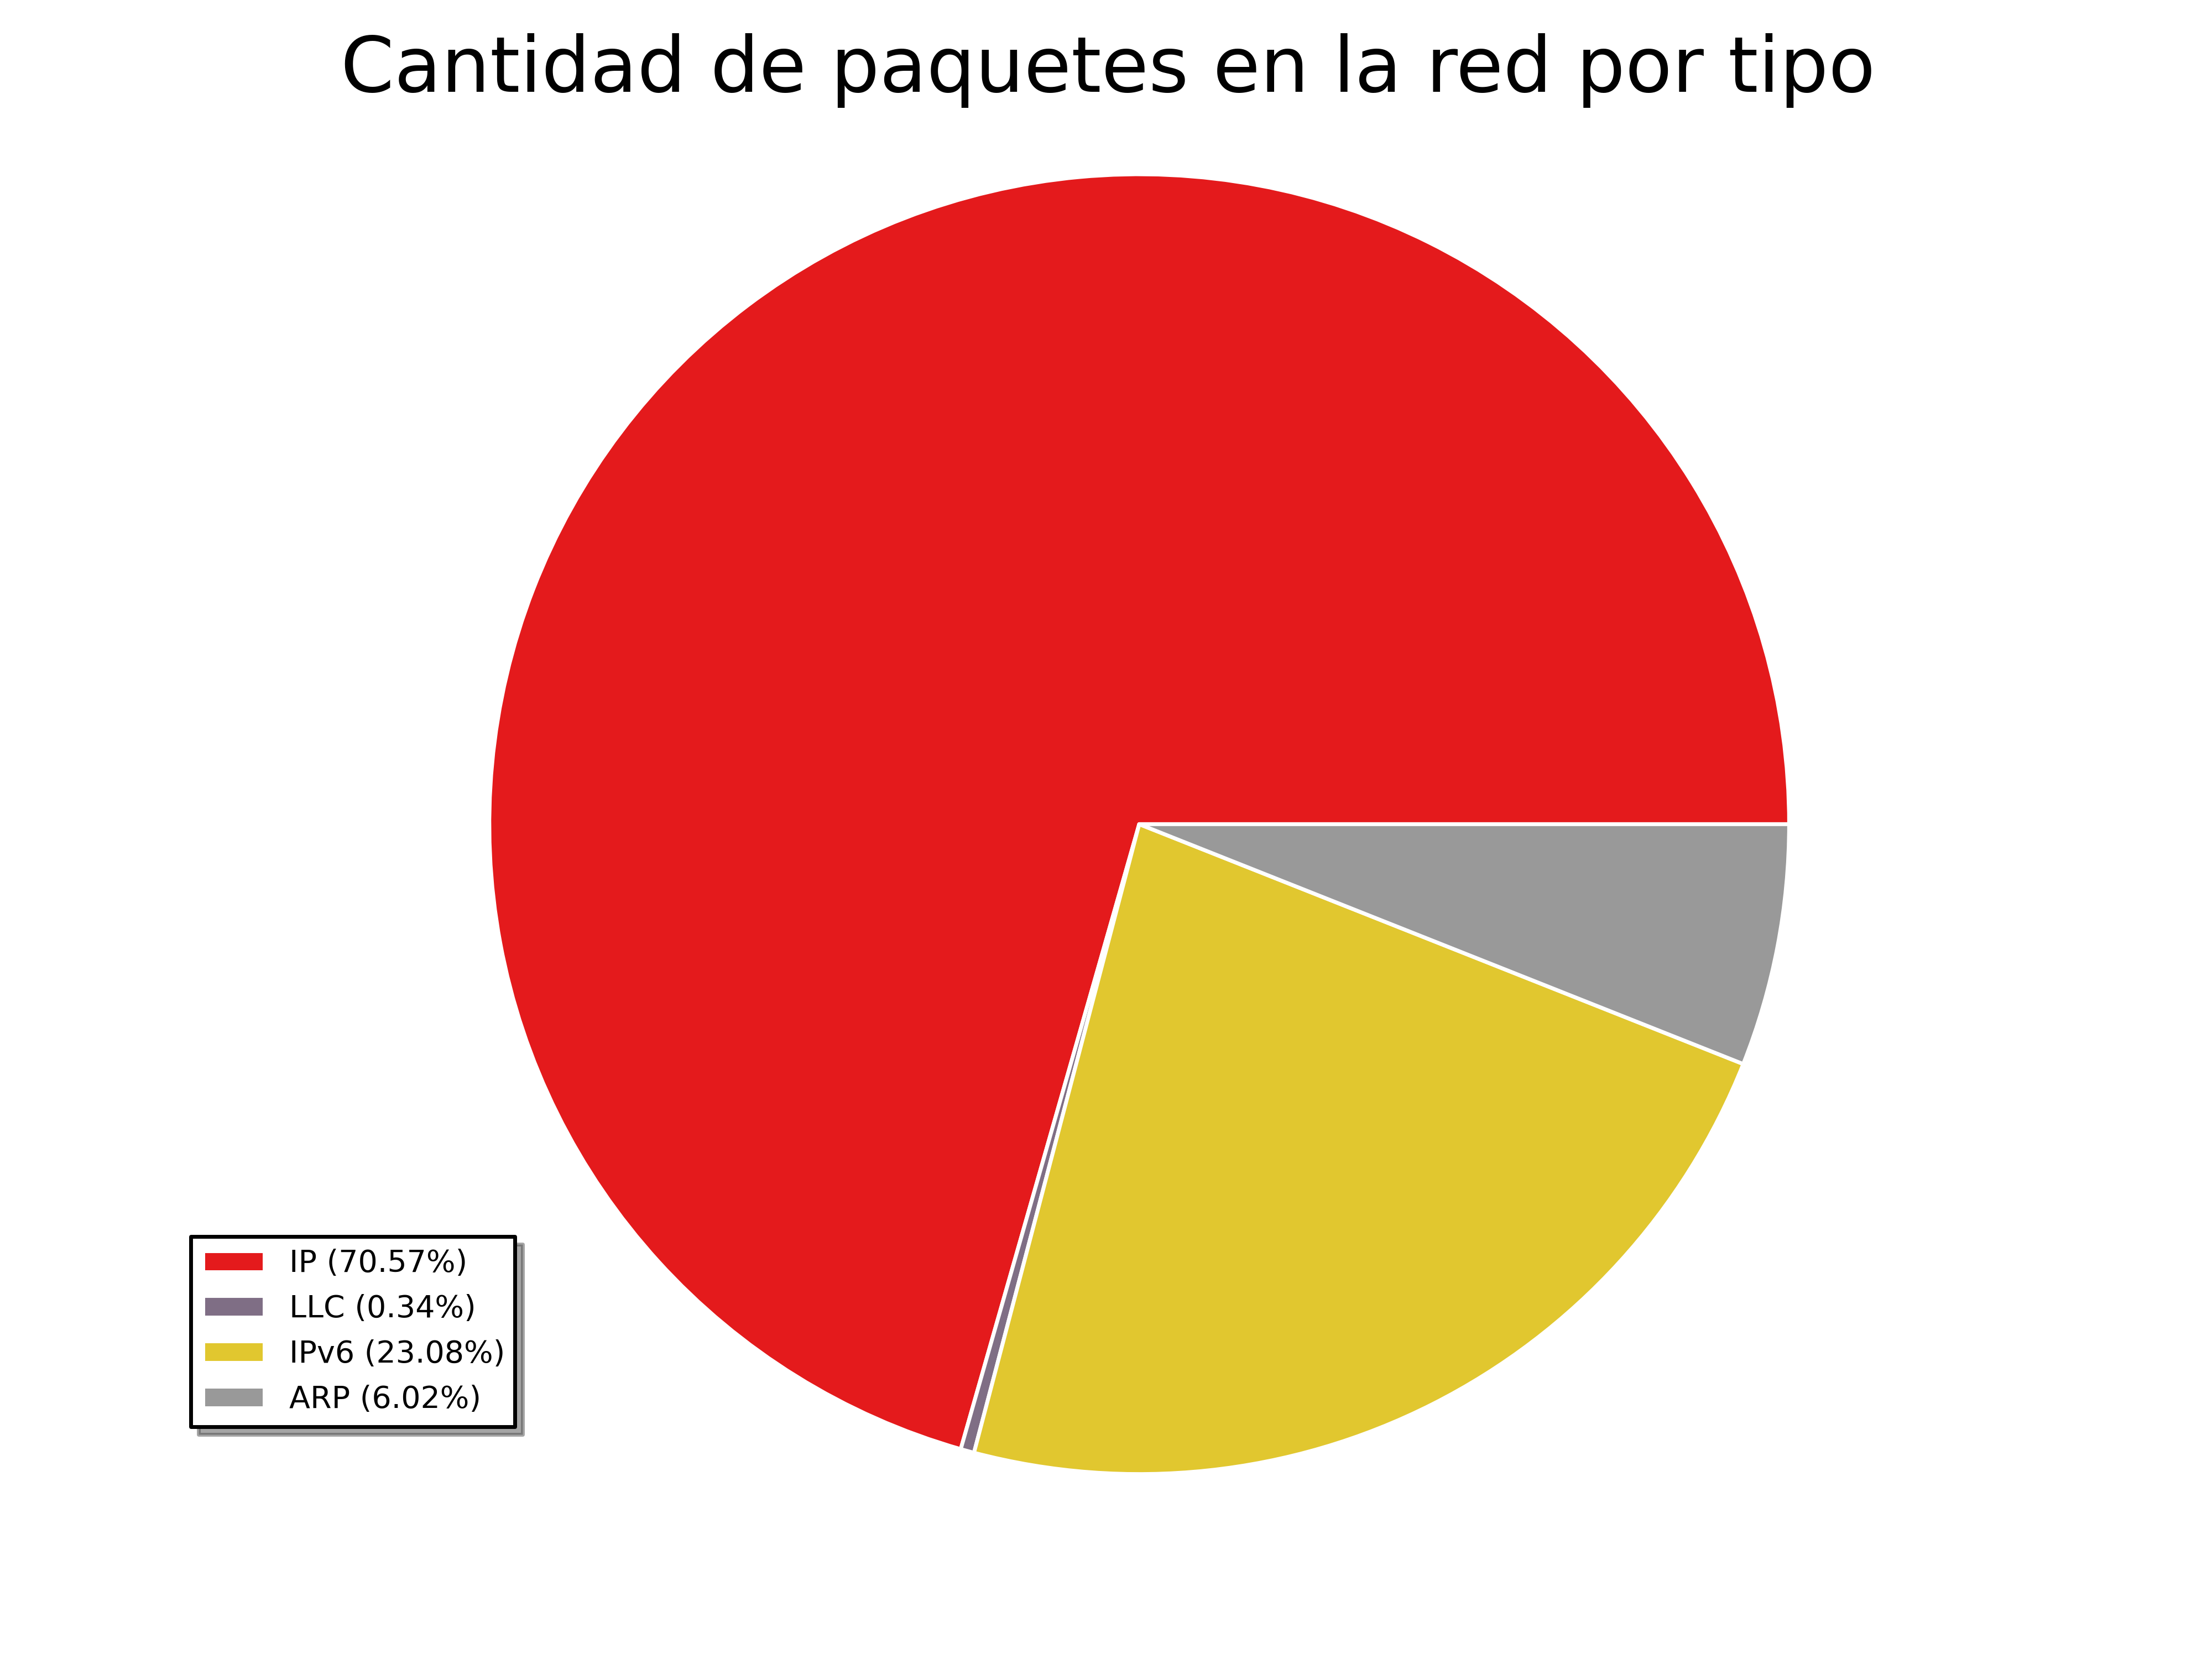 Cantidad de paquetes en la red por tipo
IP (70.57%)
LLC (0.34%)
IPv6 (23.08%)
ARP (6.02%)